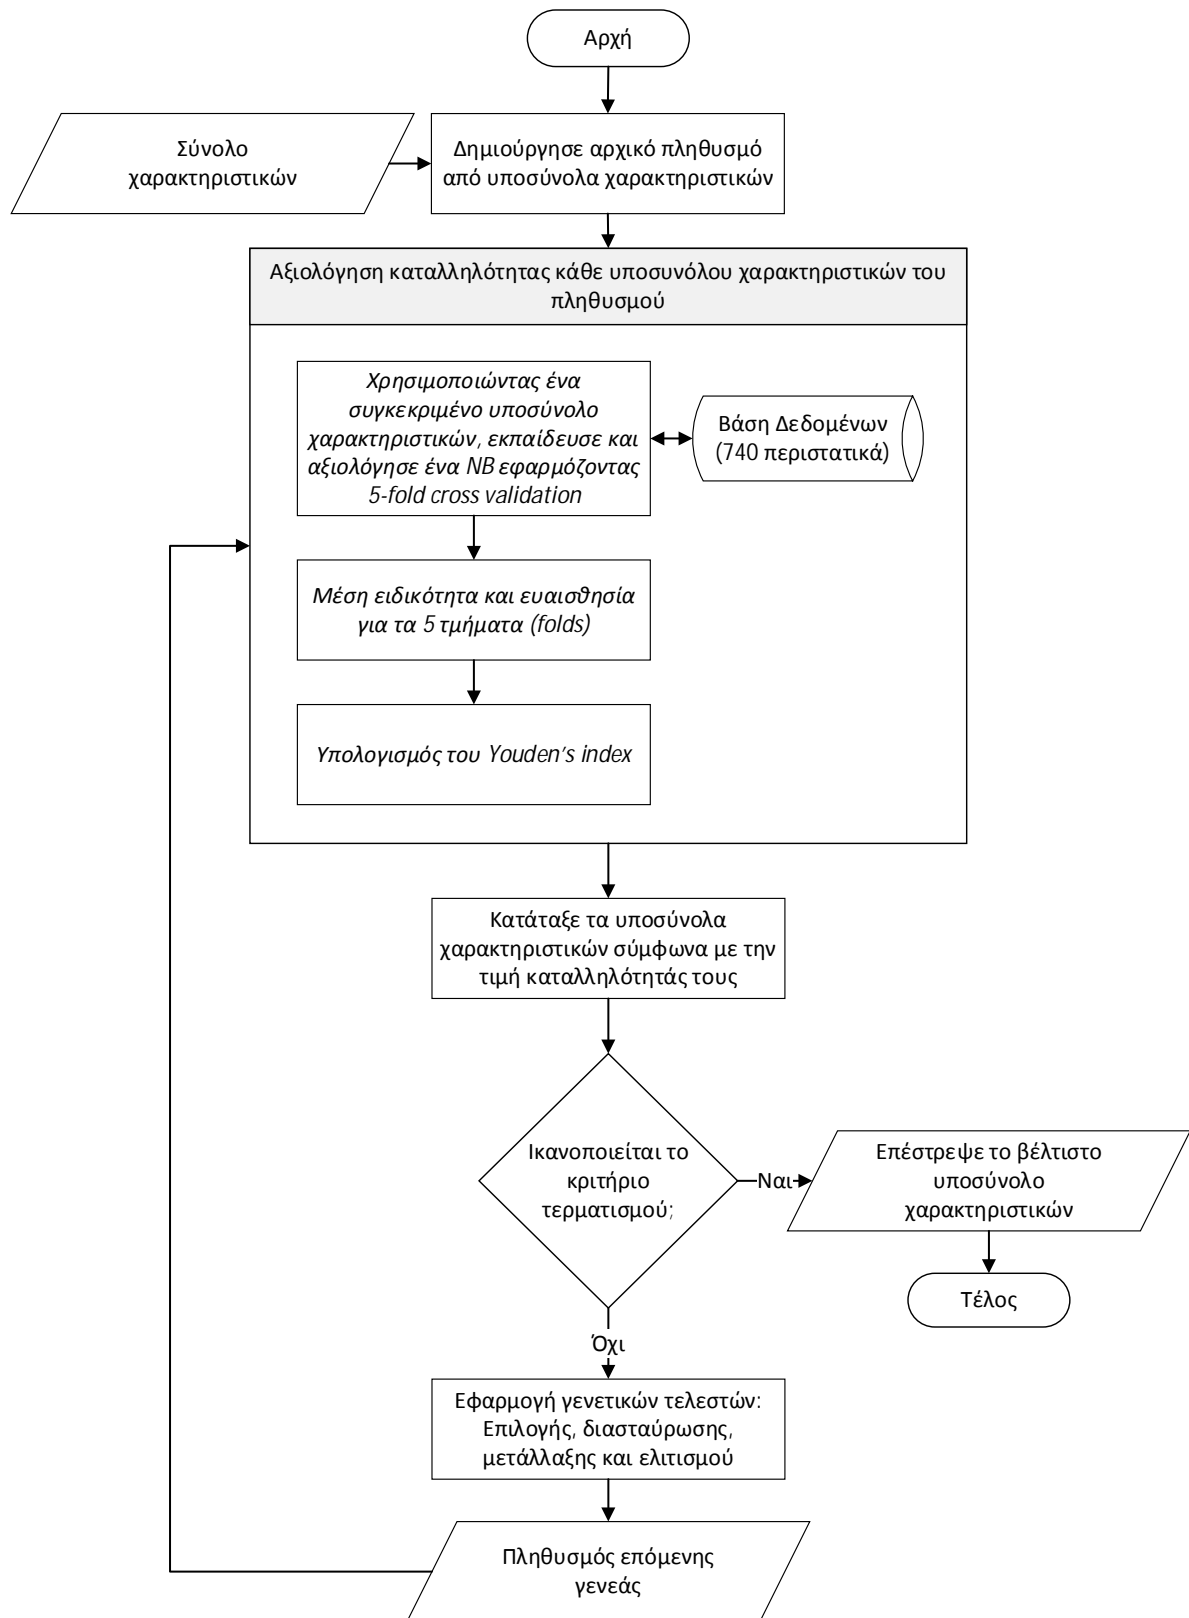 Αρχή
Σύνολο
χαρακτηριστικών
Δημιούργησε αρχικό πληθυσμό
από υποσύνολα χαρακτηριστικών
Αξιολόγηση καταλληλότητας κάθε υποσυνόλου χαρακτηριστικών του
πληθυσμού
Χρησιμοποιώντας ένα
συγκεκριμένο υποσύνολο
χαρακτηριστικών, εκπαίδευσε και
αξιολόγησε ένα NB εφαρμόζοντας
5-fold cross validation
Βάση Δεδομένων
(740 περιστατικά)
Μέση ειδικότητα και ευαισθησία
για τα 5 τμήματα (folds)
Υπολογισμός του Youden’s index
Κατάταξε τα υποσύνολα
χαρακτηριστικών σύμφωνα με την
τιμή καταλληλότητάς τους
Ικανοποιείται το
κριτήριο
τερματισμού;
Ναι
Επέστρεψε το βέλτιστο
υποσύνολο
χαρακτηριστικών
Τέλος
Όχι
Εφαρμογή γενετικών τελεστών:
Επιλογής, διασταύρωσης,
μετάλλαξης και ελιτισμού
Πληθυσμός επόμενης
γενεάς